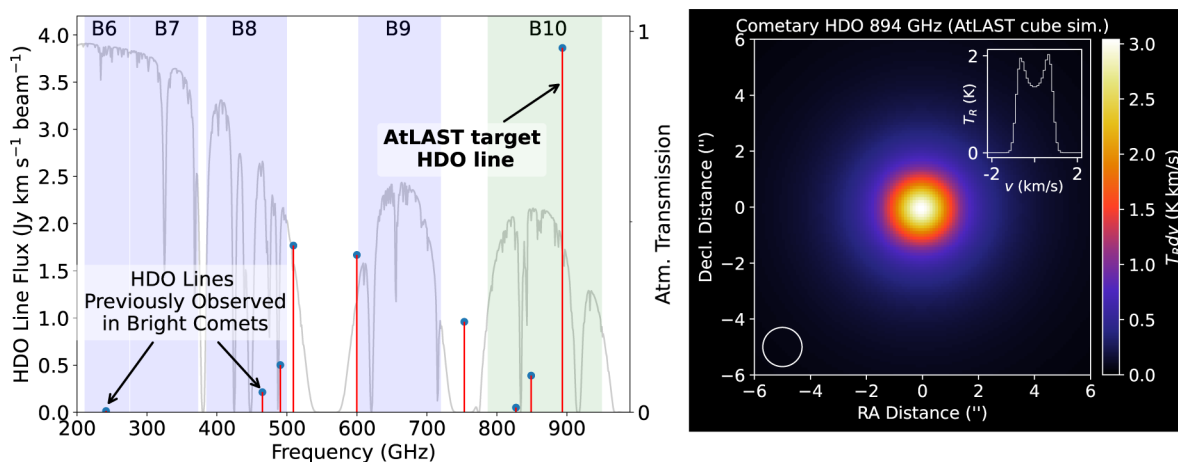 B6 B7 B8 B9 B10
4.0
3.5
3.0
2.5
2.0
1.5
1.0
0.5
0.0
HDO Line Flux (Jy km s⁻¹ beam⁻¹)
AtLAST target
HDO line
HDO Lines
Previously Observed
in Bright Comets
1
0
Atm. Transmission
200 300 400 500 600 700 800 900
Frequency (GHz)
Cometary HDO 894 GHz (AtLAST cube sim.)
6
4
2
0
−2
−4
−6
Decl. Distance ('')
−6 −4 −2 0 2 4 6
RA Distance ('')
2
0
T_R (K)
-2 0 2
v (km/s)
3.0
2.5
2.0
1.5
1.0
0.5
0.0
T_Rdv (K km/s)